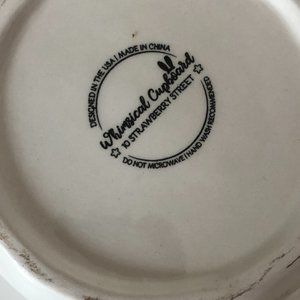 DESIGNED IN THE USA | MADE IN CHINA
Whimsical Cupboard
10 STRAWBERRY STREET
DO NOT MICROWAVE | HAND WASH RECOMMENDED